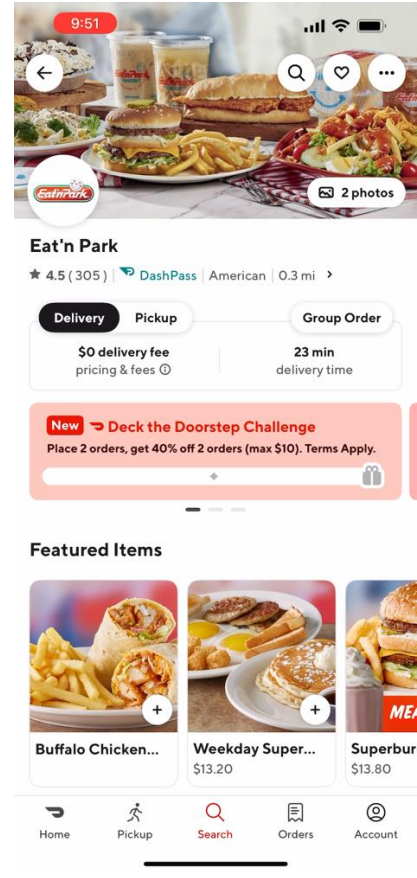 9:51
Eat'nPark
2 photos
Eat'n Park
★ 4.5 (305) | DashPass | American | 0.3 mi >
Delivery
Pickup
Group Order
$0 delivery fee
pricing & fees ⓘ
23 min
delivery time
New Deck the Doorstep Challenge
Place 2 orders, get 40% off 2 orders (max $10). Terms Apply.
Featured Items
MEA
Buffalo Chicken...
Weekday Super...
$13.20
Superbur
$13.80
Home
Pickup
Search
Orders
Account